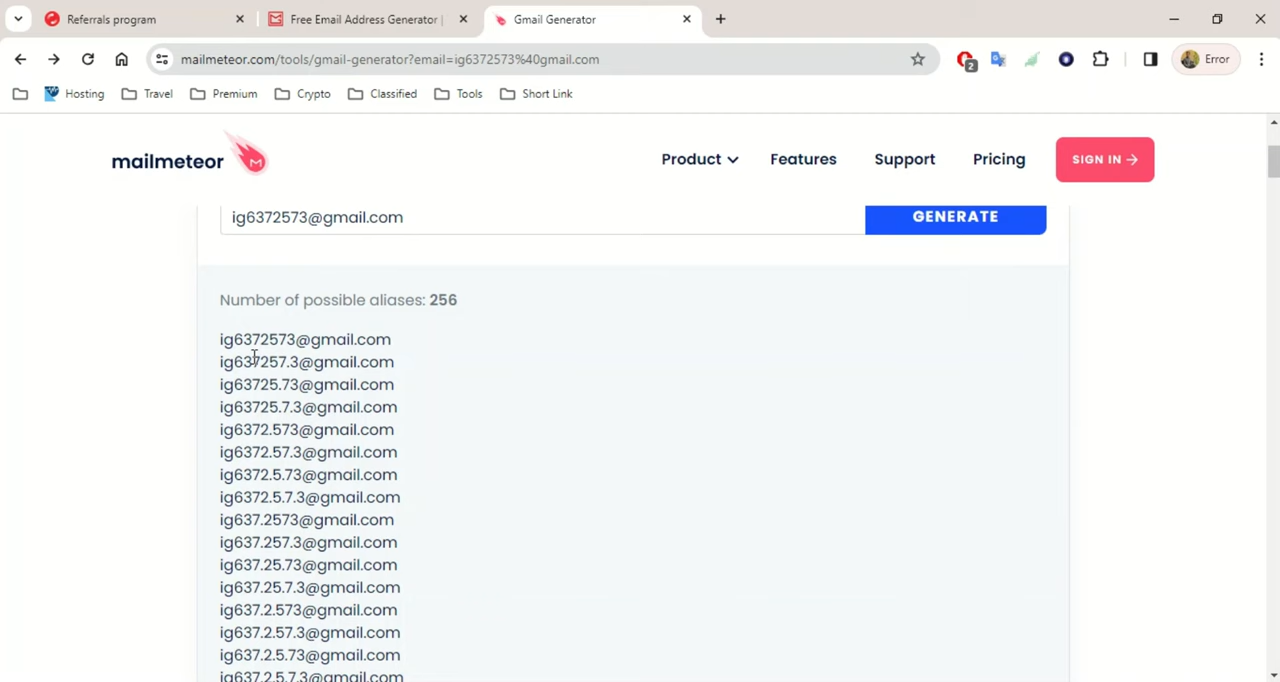 Referrals program
Free Email Address Generator |
Gmail Generator
mailmeteor.com/tools/gmail-generator?email=ig6372573%40gmail.com
2
Error
Hosting
Travel
Premium
Crypto
Classified
Tools
Short Link
mailmeteor
M
Product
Features
Support
Pricing
SIGN IN →
ig6372573@gmail.com
GENERATE
Number of possible aliases: 256
ig6372573@gmail.com
ig637257.3@gmail.com
ig63725.73@gmail.com
ig63725.7.3@gmail.com
ig6372.573@gmail.com
ig6372.57.3@gmail.com
ig6372.5.73@gmail.com
ig6372.5.7.3@gmail.com
ig637.2573@gmail.com
ig637.257.3@gmail.com
ig637.25.73@gmail.com
ig637.25.7.3@gmail.com
ig637.2.573@gmail.com
ig637.2.57.3@gmail.com
ig637.2.5.73@gmail.com
ig637.2.5.7.3@gmail.com